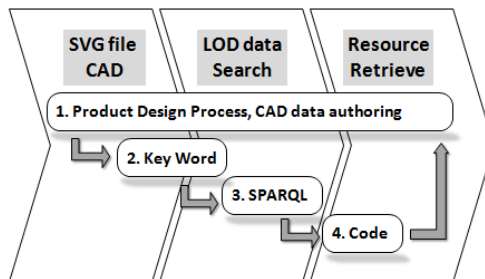 SVG file
CAD
LOD data
Search
Resource
Retrieve
1. Product Design Process, CAD data authoring
2. Key Word
3. SPARQL
4. Code